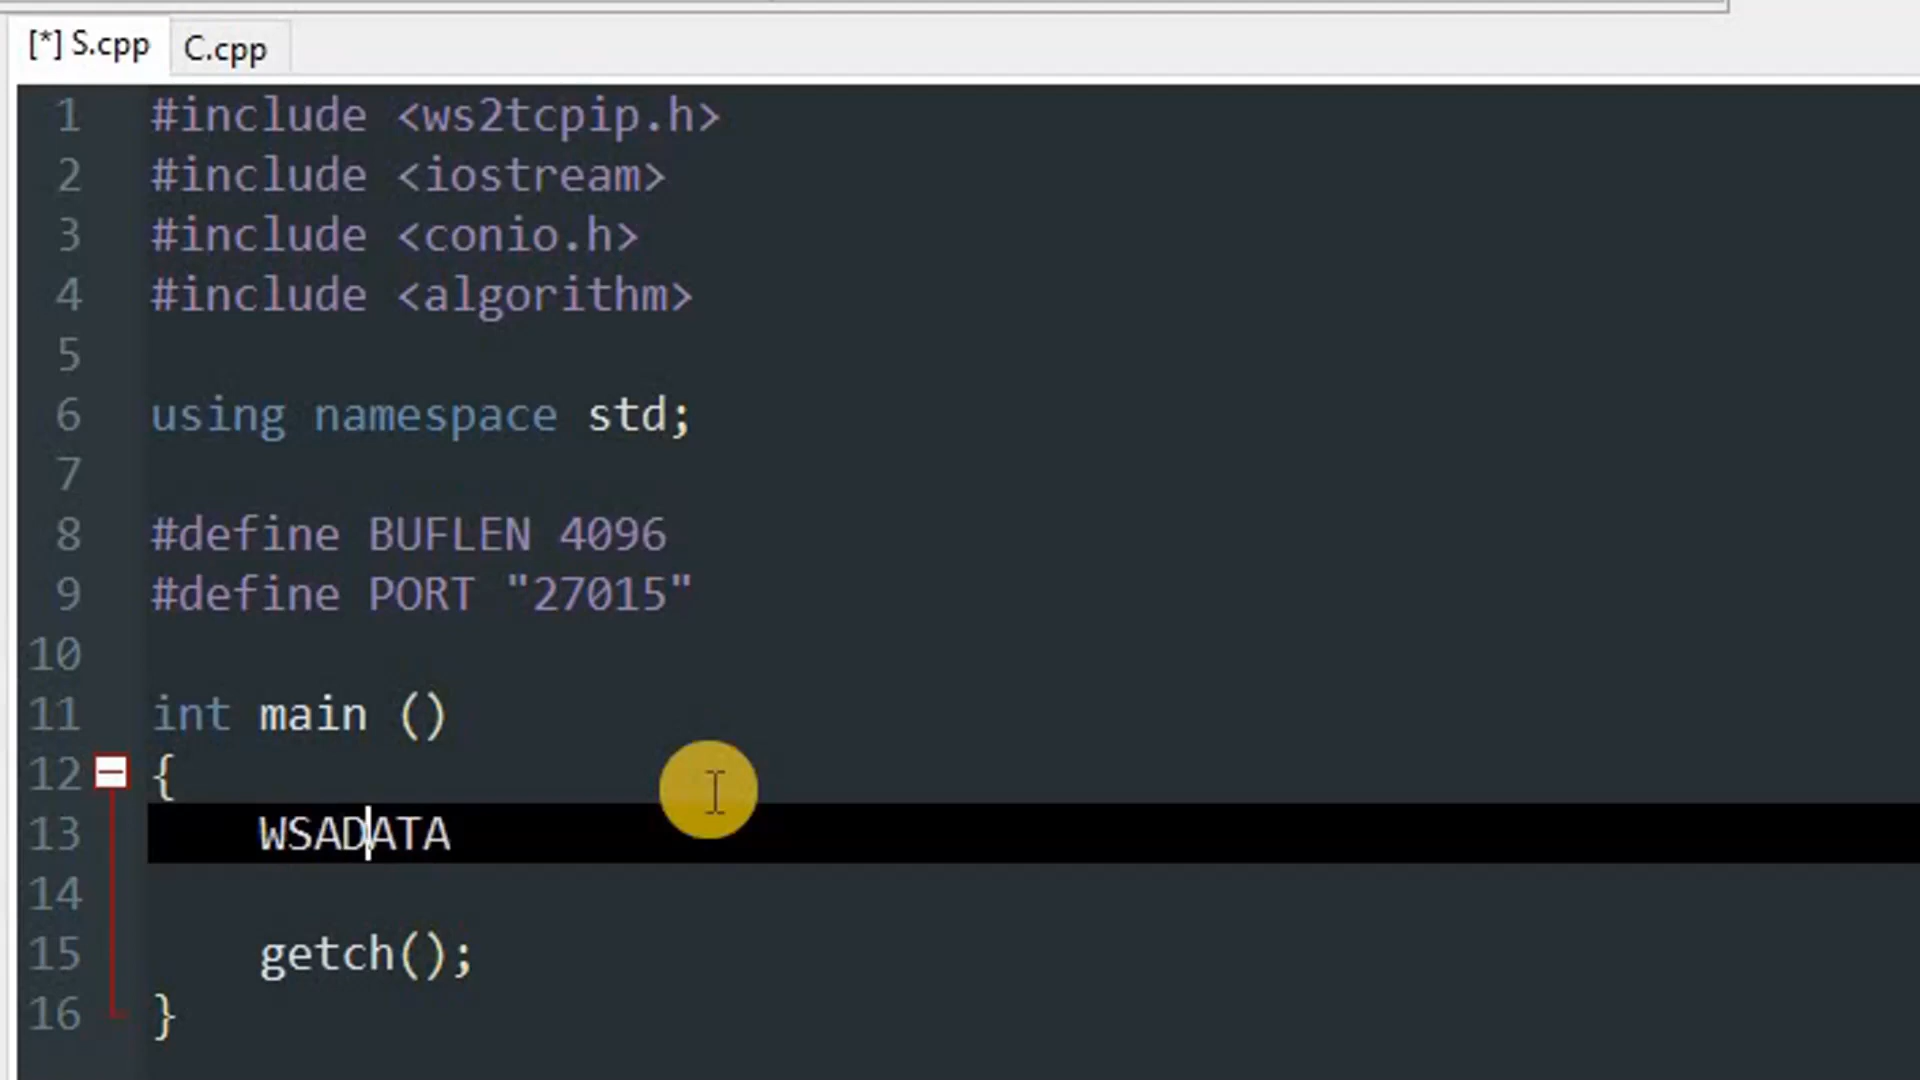 [*] S.cpp C.cpp
1 #include <ws2tcpip.h>
2 #include <iostream>
3 #include <conio.h>
4 #include <algorithm>
5
6 using namespace std;
7
8 #define BUFLEN 4096
9 #define PORT "27015"
10
11 int main ()
12 {
13 WSADATA
14
15 getch();
16 }